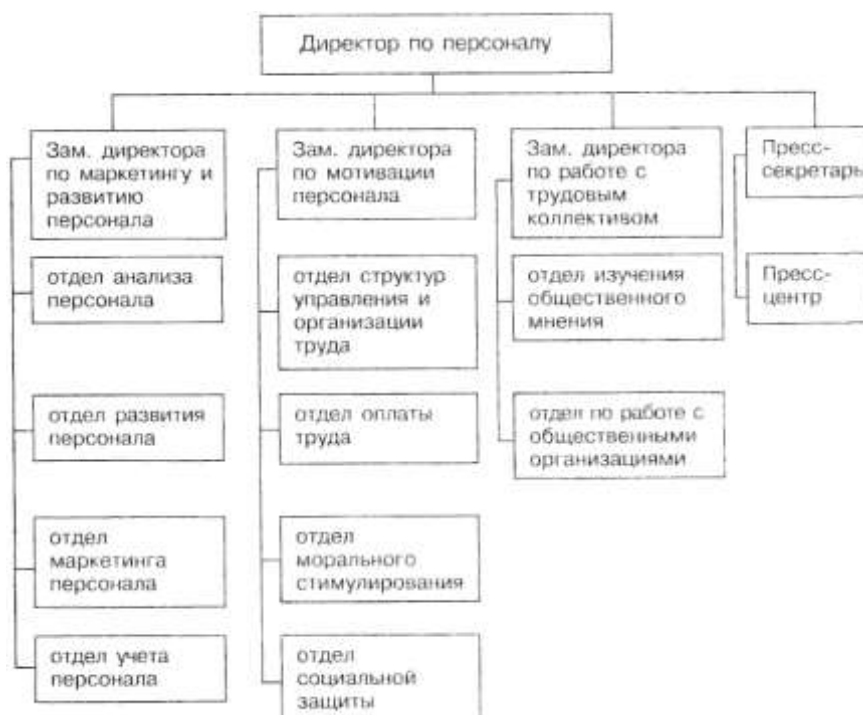 Директор по персоналу
Зам. директора
по маркетингу и
развитию
персонала
отдел анализа
персонала
отдел развития
персонала
отдел
маркетинга
персонала
отдел учета
персонала
Зам. директора
по мотивации
персонала
отдел структур
управления и
организации
труда
отдел оплаты
труда
отдел
морального
стимулирования
отдел
социальной
защиты
Зам. директора
по работе с
трудовым
коллективом
отдел изучения
общественного
мнения
отдел по работе с
общественными
организациями
Пресс-
секретарь
Пресс-
центр